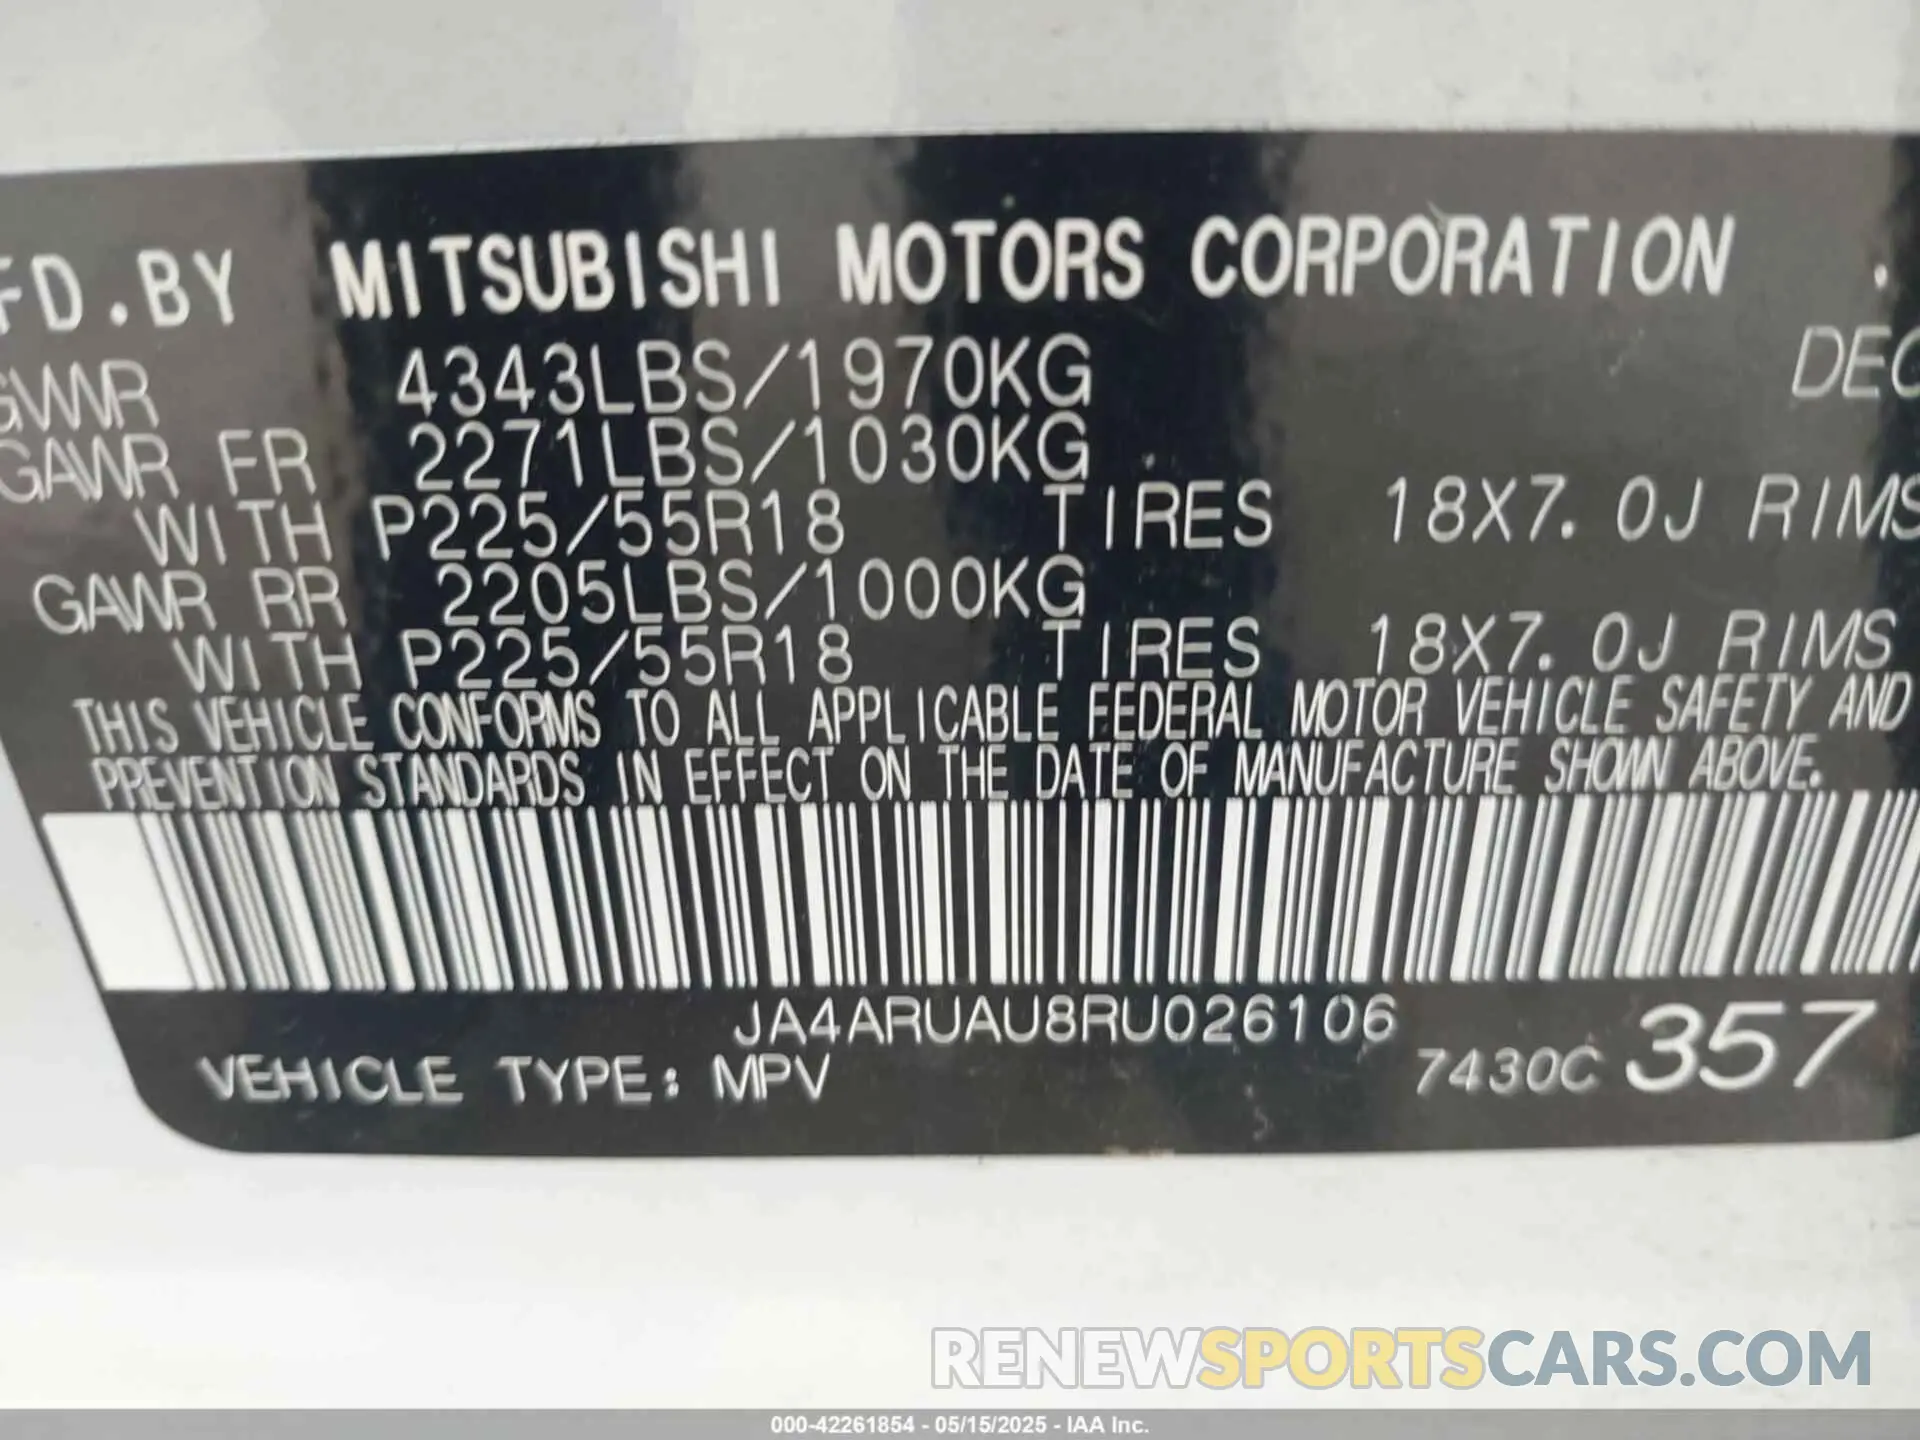 FD.BY MITSUBISHI MOTORS CORPORATION .
GVWR 4343LBS/1970KG DEC
GAWR FR 2271LBS/1030KG
WITH P225/55R18 TIRES 18X7.0J RIMS
GAWR RR 2205LBS/1000KG
WITH P225/55R18 TIRES 18X7.0J RIMS
THIS VEHICLE CONFORMS TO ALL APPLICABLE FEDERAL MOTOR VEHICLE SAFETY AND
PREVENTION STANDARDS IN EFFECT ON THE DATE OF MANUFACTURE SHOWN ABOVE.
JA4ARUAU8RU026106
VEHICLE TYPE: MPV 7430C 357
RENEWSPORTSCARS.COM
000-42261854 - 05/15/2025 - IAA Inc.